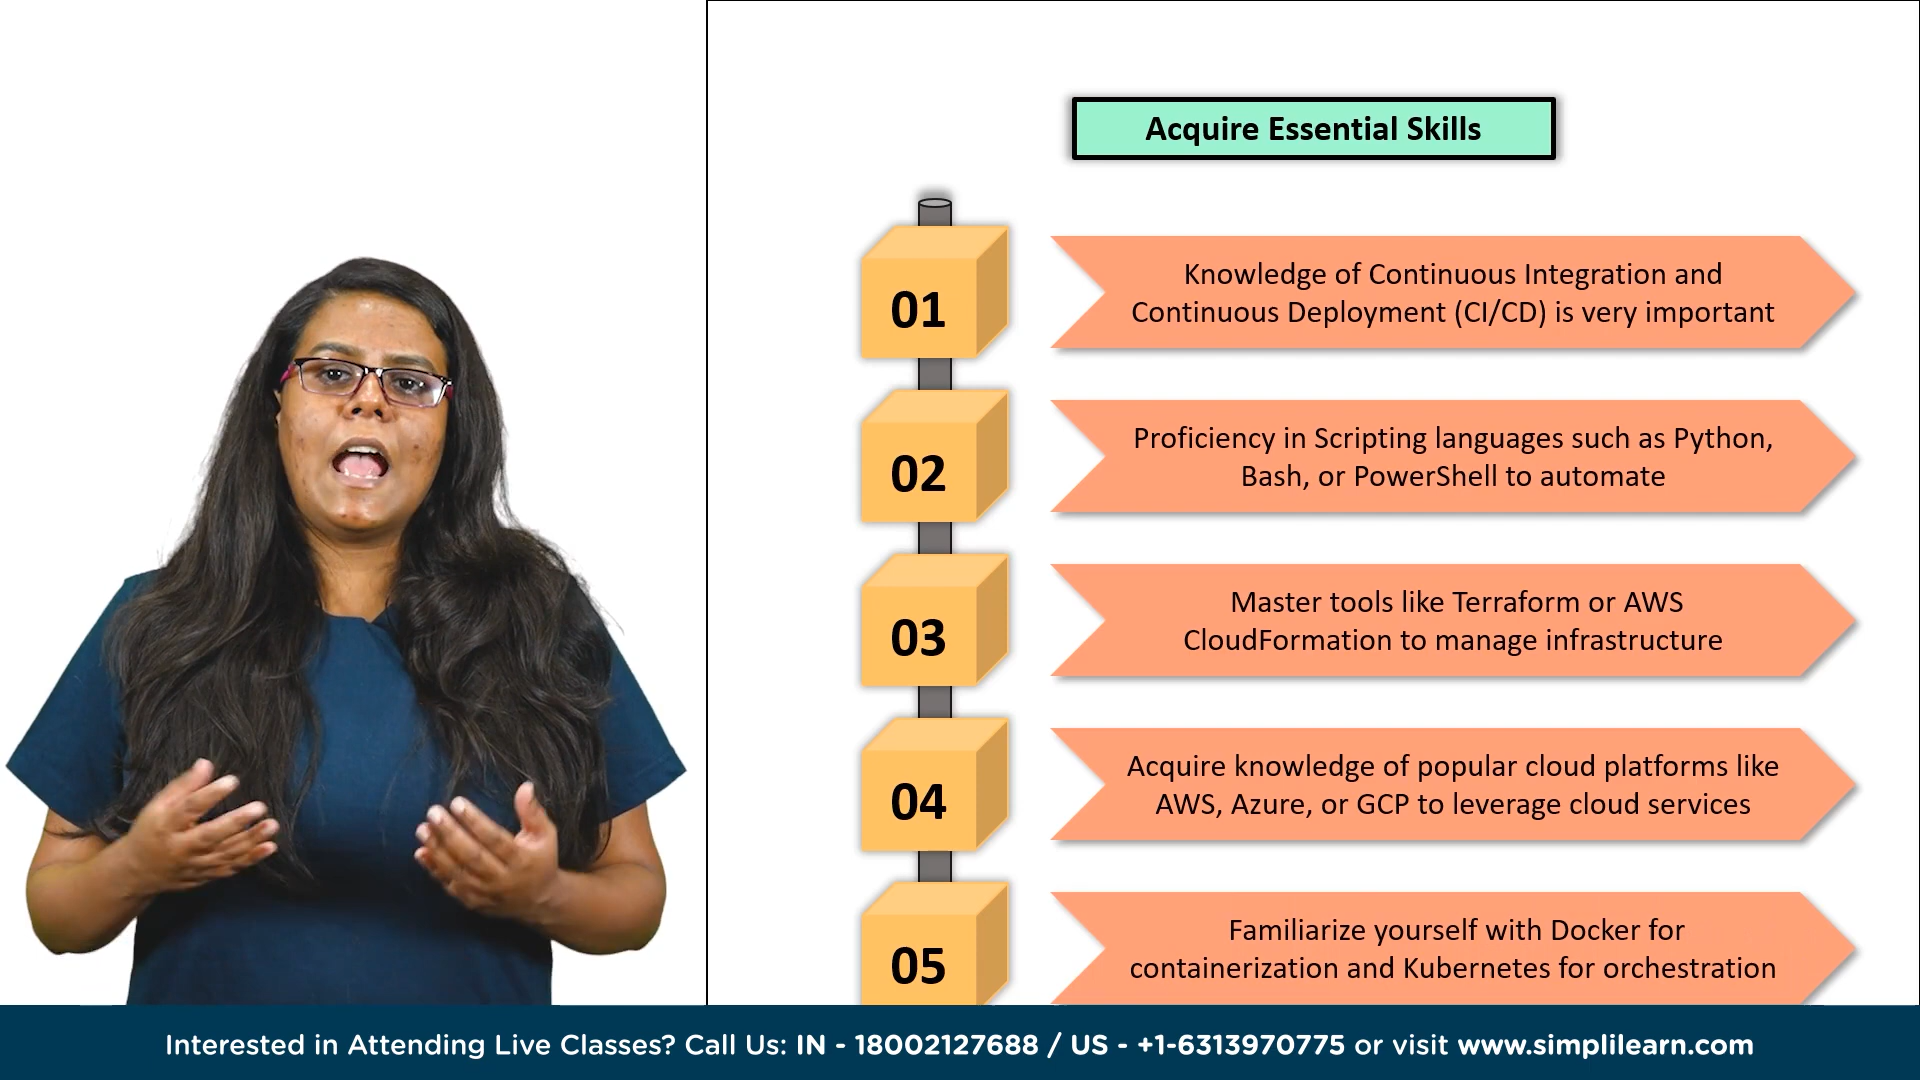 Acquire Essential Skills
01
Knowledge of Continuous Integration and
Continuous Deployment (CI/CD) is very important
02
Proficiency in Scripting languages such as Python,
Bash, or PowerShell to automate
03
Master tools like Terraform or AWS
CloudFormation to manage infrastructure
04
Acquire knowledge of popular cloud platforms like
AWS, Azure, or GCP to leverage cloud services
05
Familiarize yourself with Docker for
containerization and Kubernetes for orchestration
Interested in Attending Live Classes? Call Us: IN - 18002127688 / US - +1-6313970775 or visit www.simplilearn.com